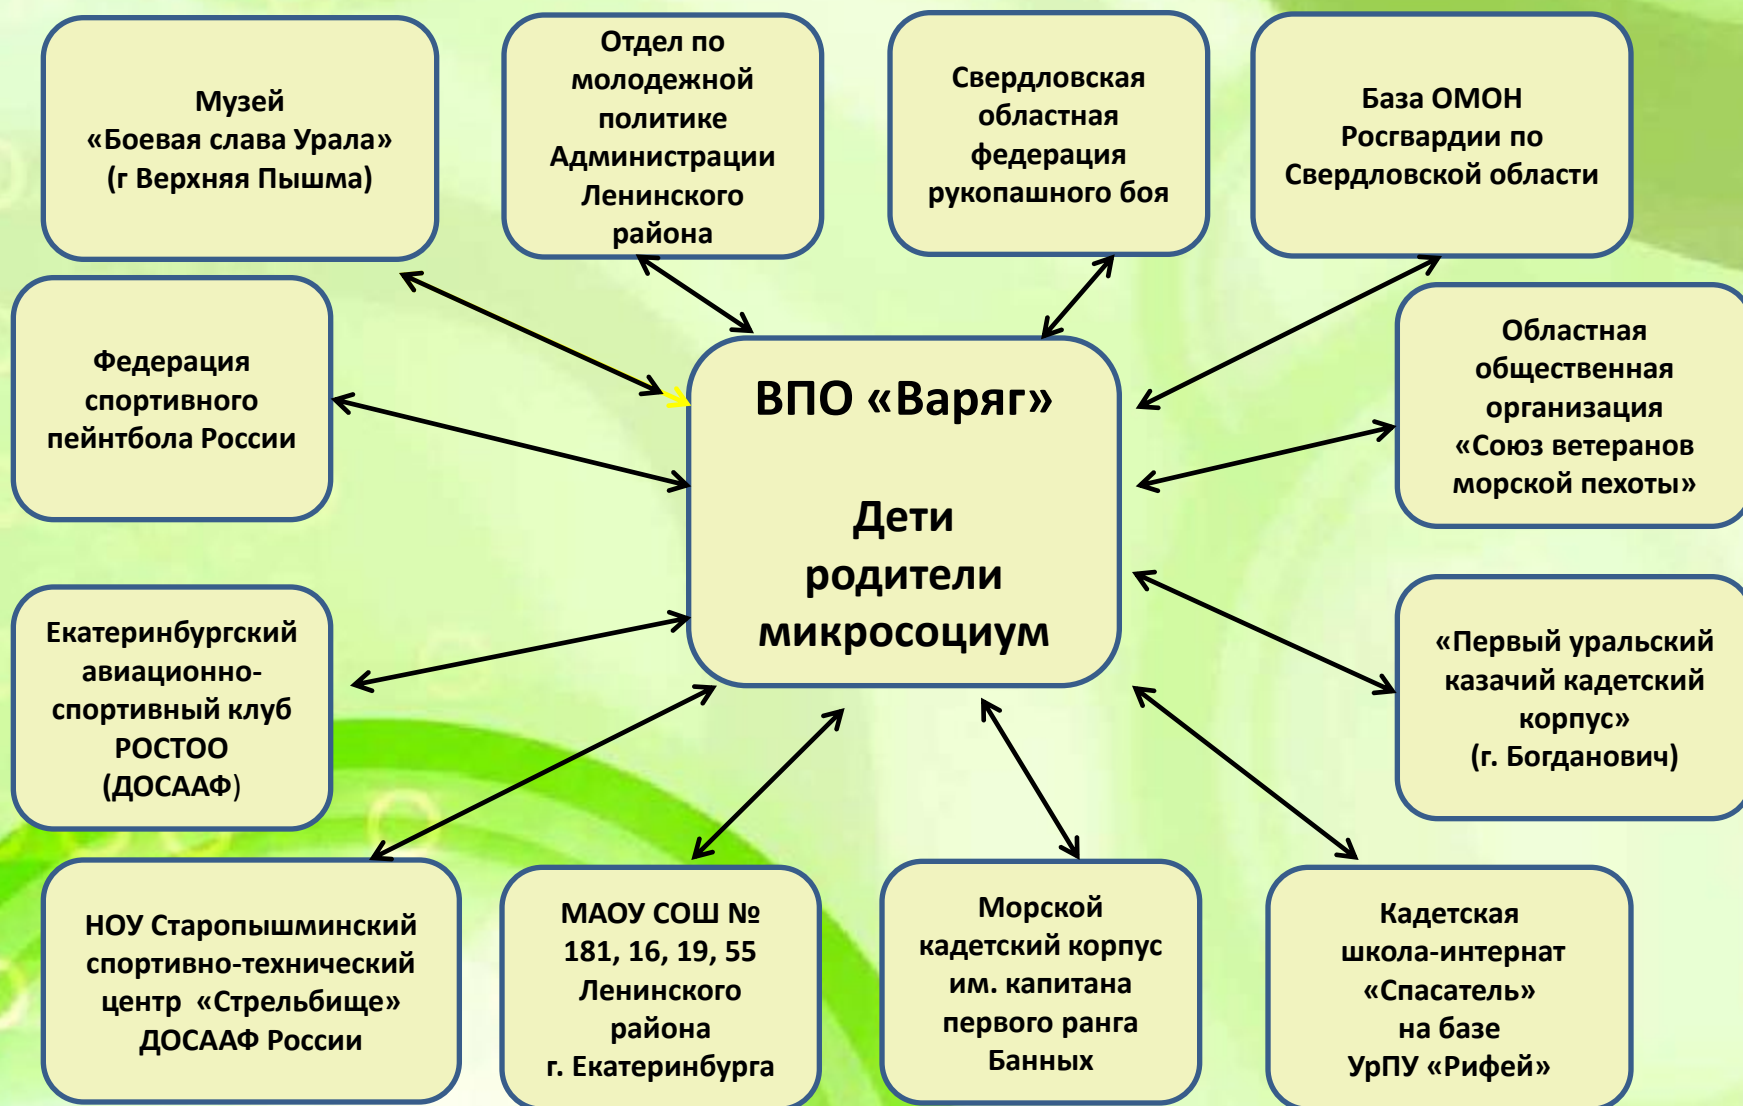 Музей
«Боевая слава Урала»
(г Верхняя Пышма)
Отдел по
молодежной
политике
Администрации
Ленинского
района
Свердловская
областная
федерация
рукопашного боя
База ОМОН
Росгвардии по
Свердловской области
Федерация
спортивного
пейнтбола России
ВПО «Варяг»
Дети
родители
микросоциум
Областная
общественная
организация
«Союз ветеранов
морской пехоты»
Екатеринбургский
авиационно-
спортивный клуб
РОСТОО
(ДОСААФ)
«Первый уральский
казачий кадетский
корпус»
(г. Богданович)
НОУ Старопышминский
спортивно-технический
центр «Стрельбище»
ДОСААФ России
МАОУ СОШ №
181, 16, 19, 55
Ленинского
района
г. Екатеринбурга
Морской
кадетский корпус
им. капитана
первого ранга
Банных
Кадетская
школа-интернат
«Спасатель»
на базе
УрПУ «Рифей»